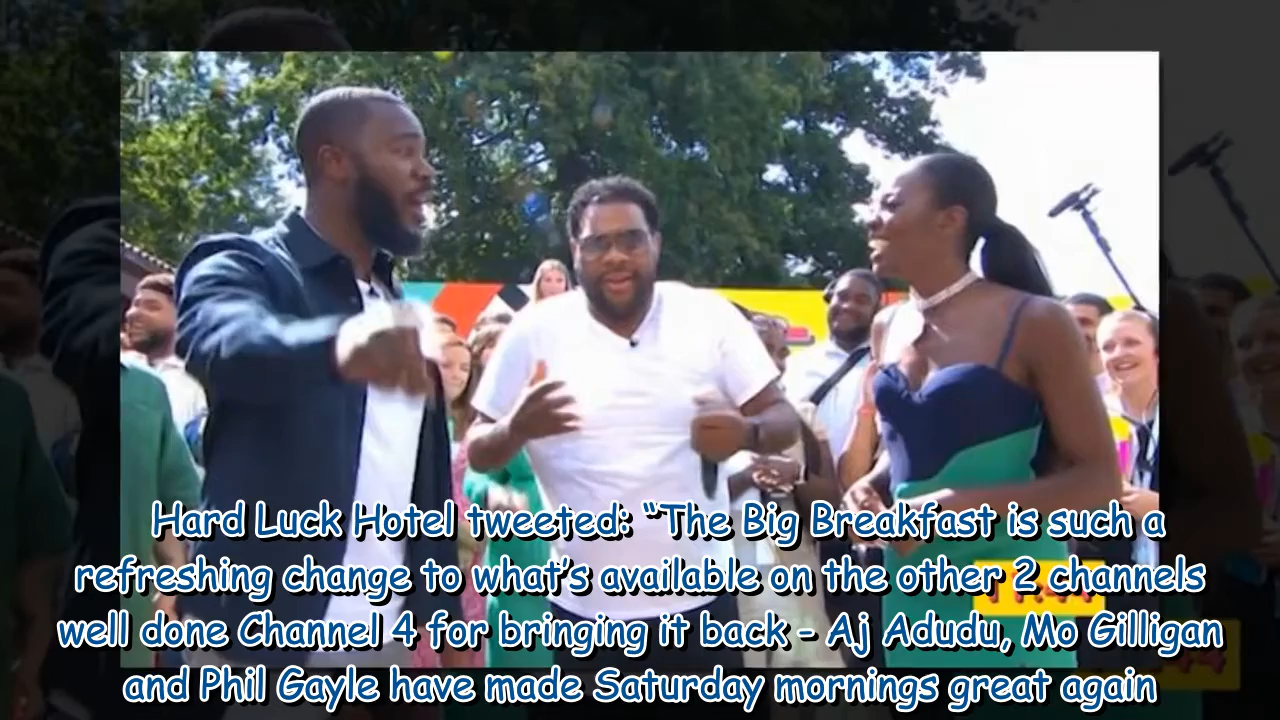 Hard Luck Hotel tweeted: “The Big Breakfast is such a
refreshing change to what’s available on the other 2 channels
well done Channel 4 for bringing it back - Aj Adudu, Mo Gilligan
and Phil Gayle have made Saturday mornings great again